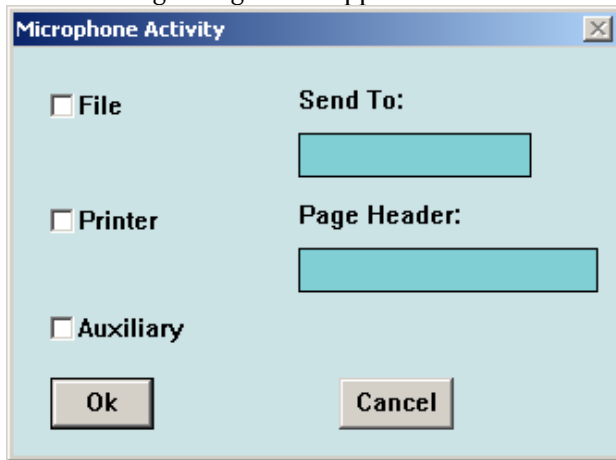 Microphone Activity
File
Send To:
Printer
Page Header:
Auxiliary
Ok
Cancel